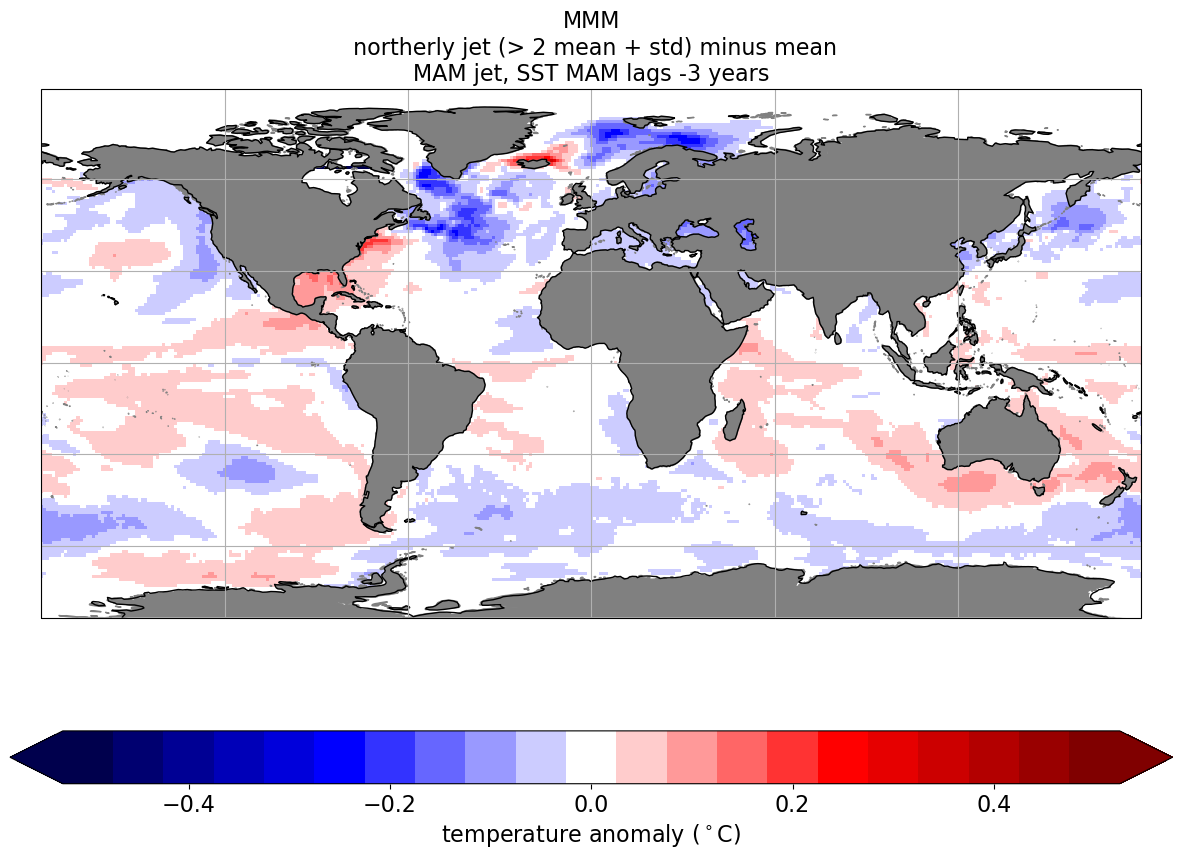 MMM
northerly jet (> 2 mean + std) minus mean
MAM jet, SST MAM lags -3 years
−0.4 −0.2 0.0 0.2 0.4
temperature anomaly (°C)